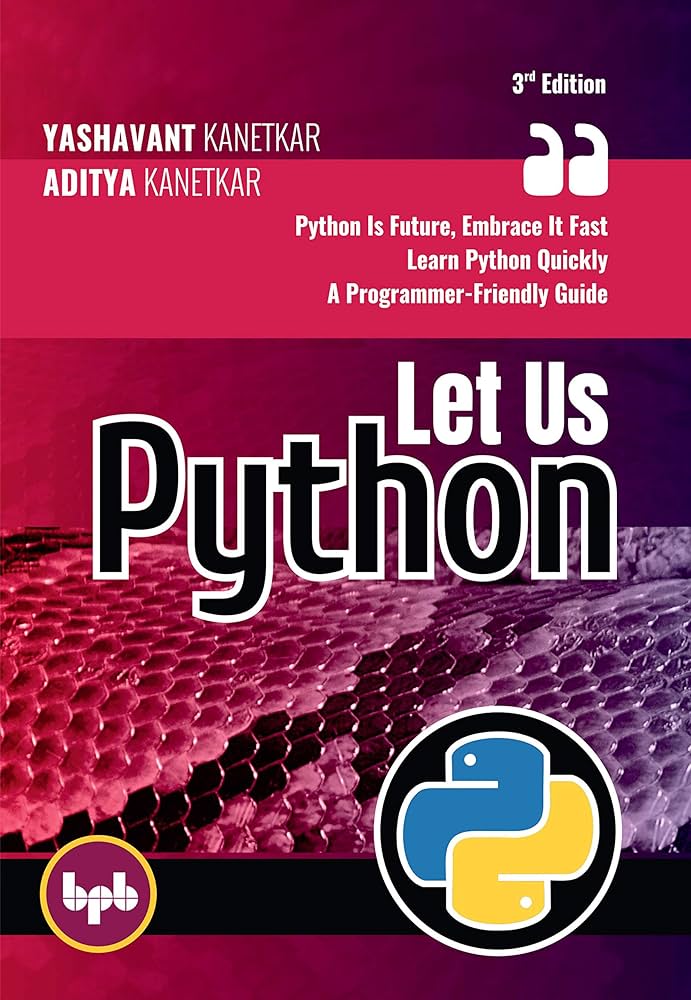 3rd Edition
YASHAVANT KANETKAR
ADITYA KANETKAR
Python Is Future, Embrace It Fast
Learn Python Quickly
A Programmer-Friendly Guide
Let Us
Python
bpb